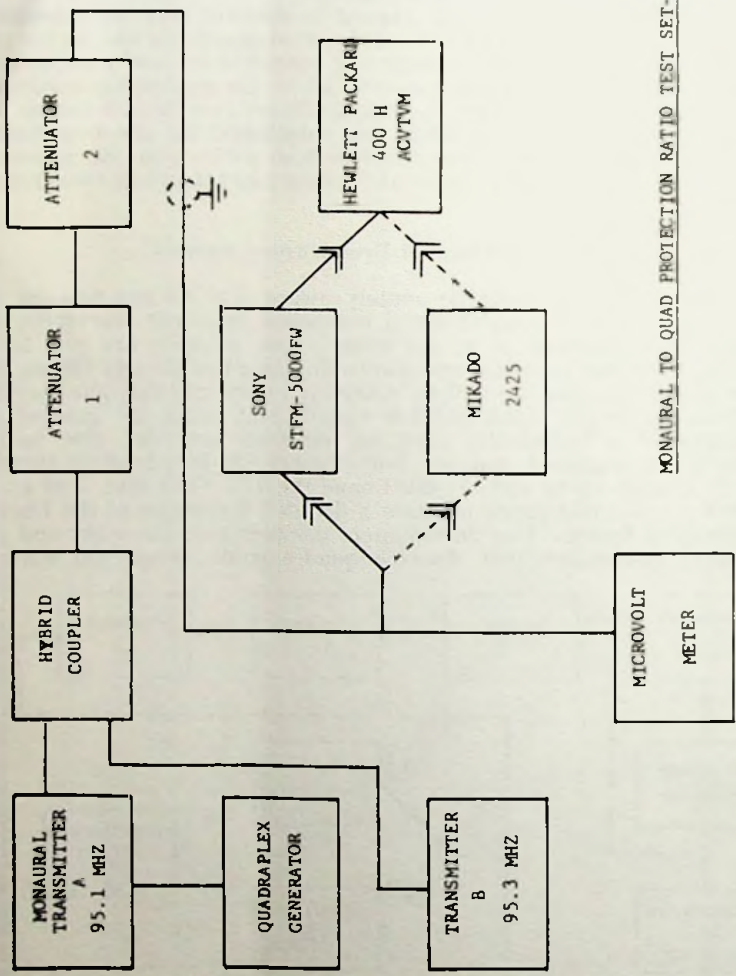 MONAURAL
TRANSMITTER
A
95.1 MHZ
HYBRID
COUPLER
ATTENUATOR
1
ATTENUATOR
2
QUADRAPLEX
GENERATOR
TRANSMITTER
B
95.3 MHZ
SONY
STFM-5000FW
HEWLETT PACKARD
400 H
ACVTVM
MIKADO
2425
MICROVOLT
METER
MONAURAL TO QUAD PROTECTION RATIO TEST SET-